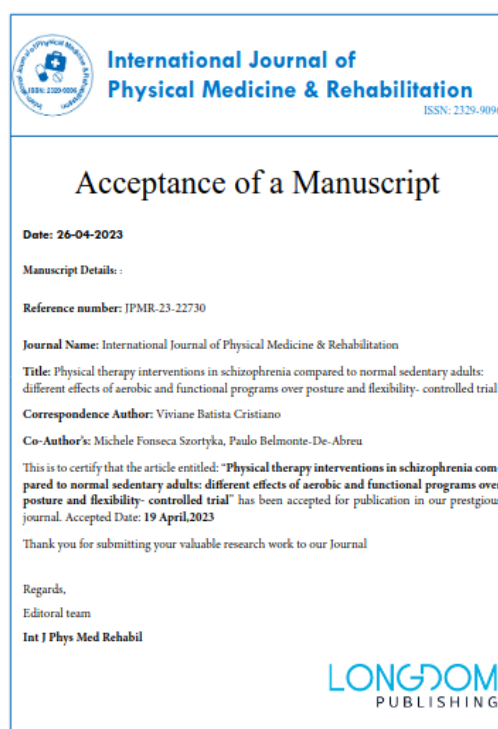 International Journal of
Physical Medicine & Rehabilitation
ISSN: 2329-9096
ISSN: 2329-9096
Acceptance of a Manuscript
Date: 26-04-2023
Manuscript Details: :
Reference number: JPMR-23-22730
Journal Name: International Journal of Physical Medicine & Rehabilitation
Title: Physical therapy interventions in schizophrenia compared to normal sedentary adults:
different effects of aerobic and functional programs over posture and flexibility- controlled trial
Correspondence Author: Viviane Batista Cristiano
Co-Author's: Michele Fonseca Szortyka, Paulo Belmonte-De-Abreu
This is to certify that the article entitled: “Physical therapy interventions in schizophrenia com-
pared to normal sedentary adults: different effects of aerobic and functional programs over
posture and flexibility- controlled trial” has been accepted for publication in our prestgious
journal. Accepted Date: 19 April,2023
Thank you for submitting your valuable research work to our Journal
Regards,
Editorial team
Int J Phys Med Rehabil
LONGDOM
PUBLISHING